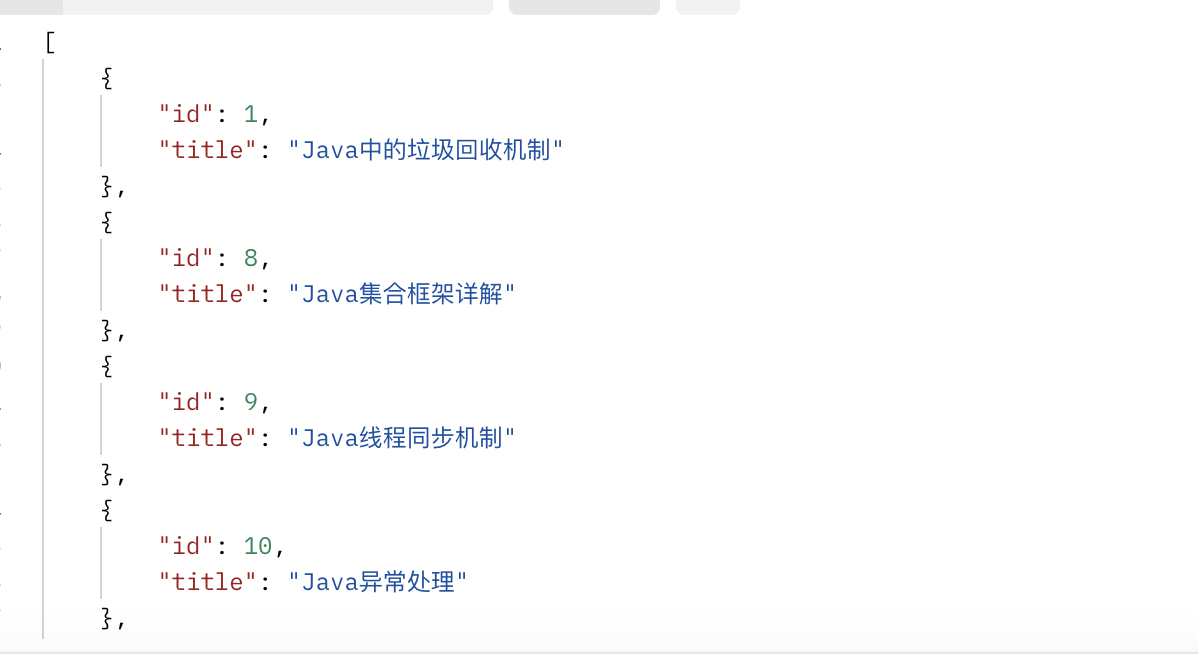 [
{
"id": 1,
"title": "Java中的垃圾回收机制"
},
{
"id": 8,
"title": "Java集合框架详解"
},
{
"id": 9,
"title": "Java线程同步机制"
},
{
"id": 10,
"title": "Java异常处理"
},